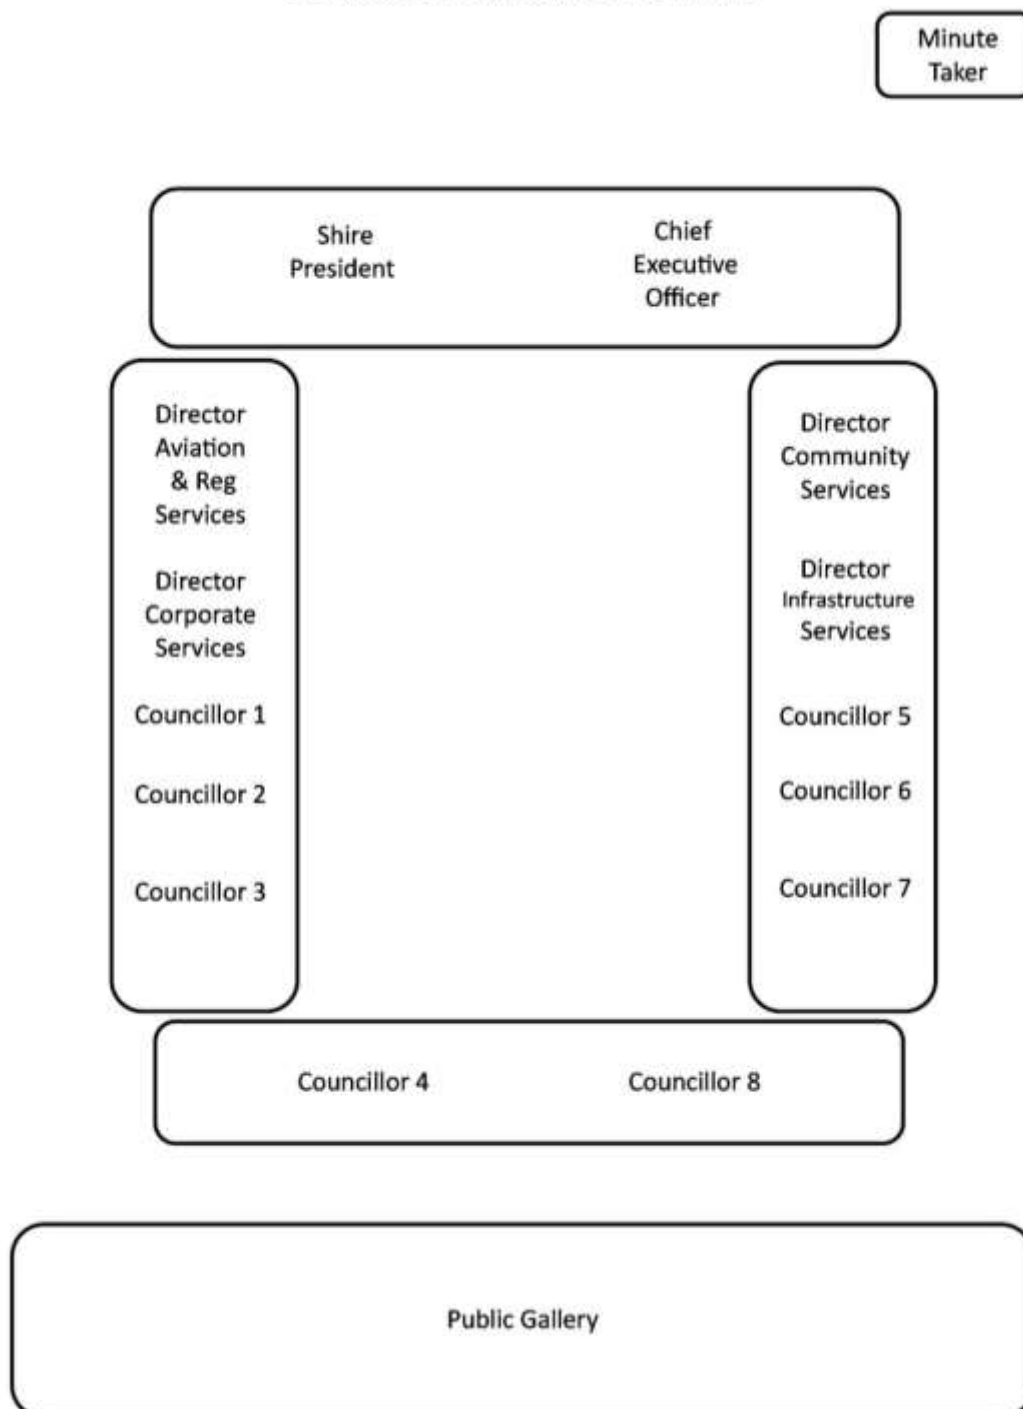 Minute
Taker
Shire
President
Chief
Executive
Officer
Director
Aviation
& Reg
Services
Director
Corporate
Services
Councillor 1
Councillor 2
Councillor 3
Director
Community
Services
Director
Infrastructure
Services
Councillor 5
Councillor 6
Councillor 7
Councillor 4
Councillor 8
Public Gallery